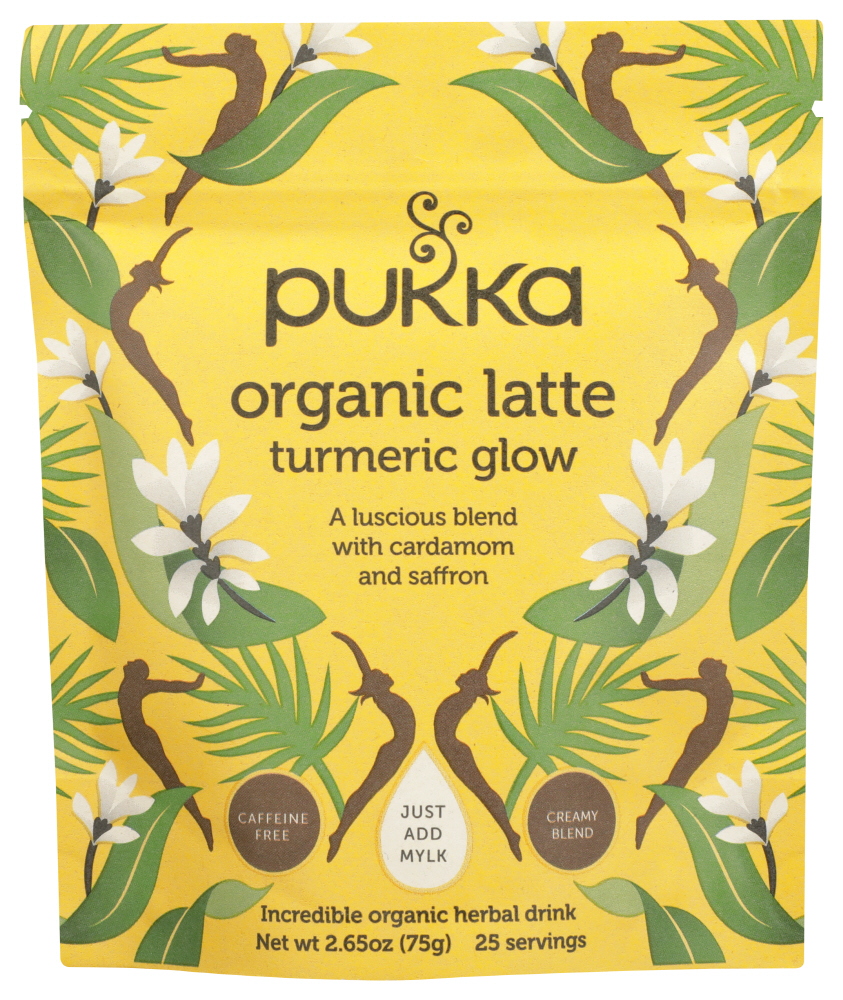 pukka
organic latte
turmeric glow
A luscious blend
with cardamom
and saffron
CAFFEINE
FREE
JUST
ADD
MYLK
CREAMY
BLEND
Incredible organic herbal drink
Net wt 2.65oz (75g) 25 servings